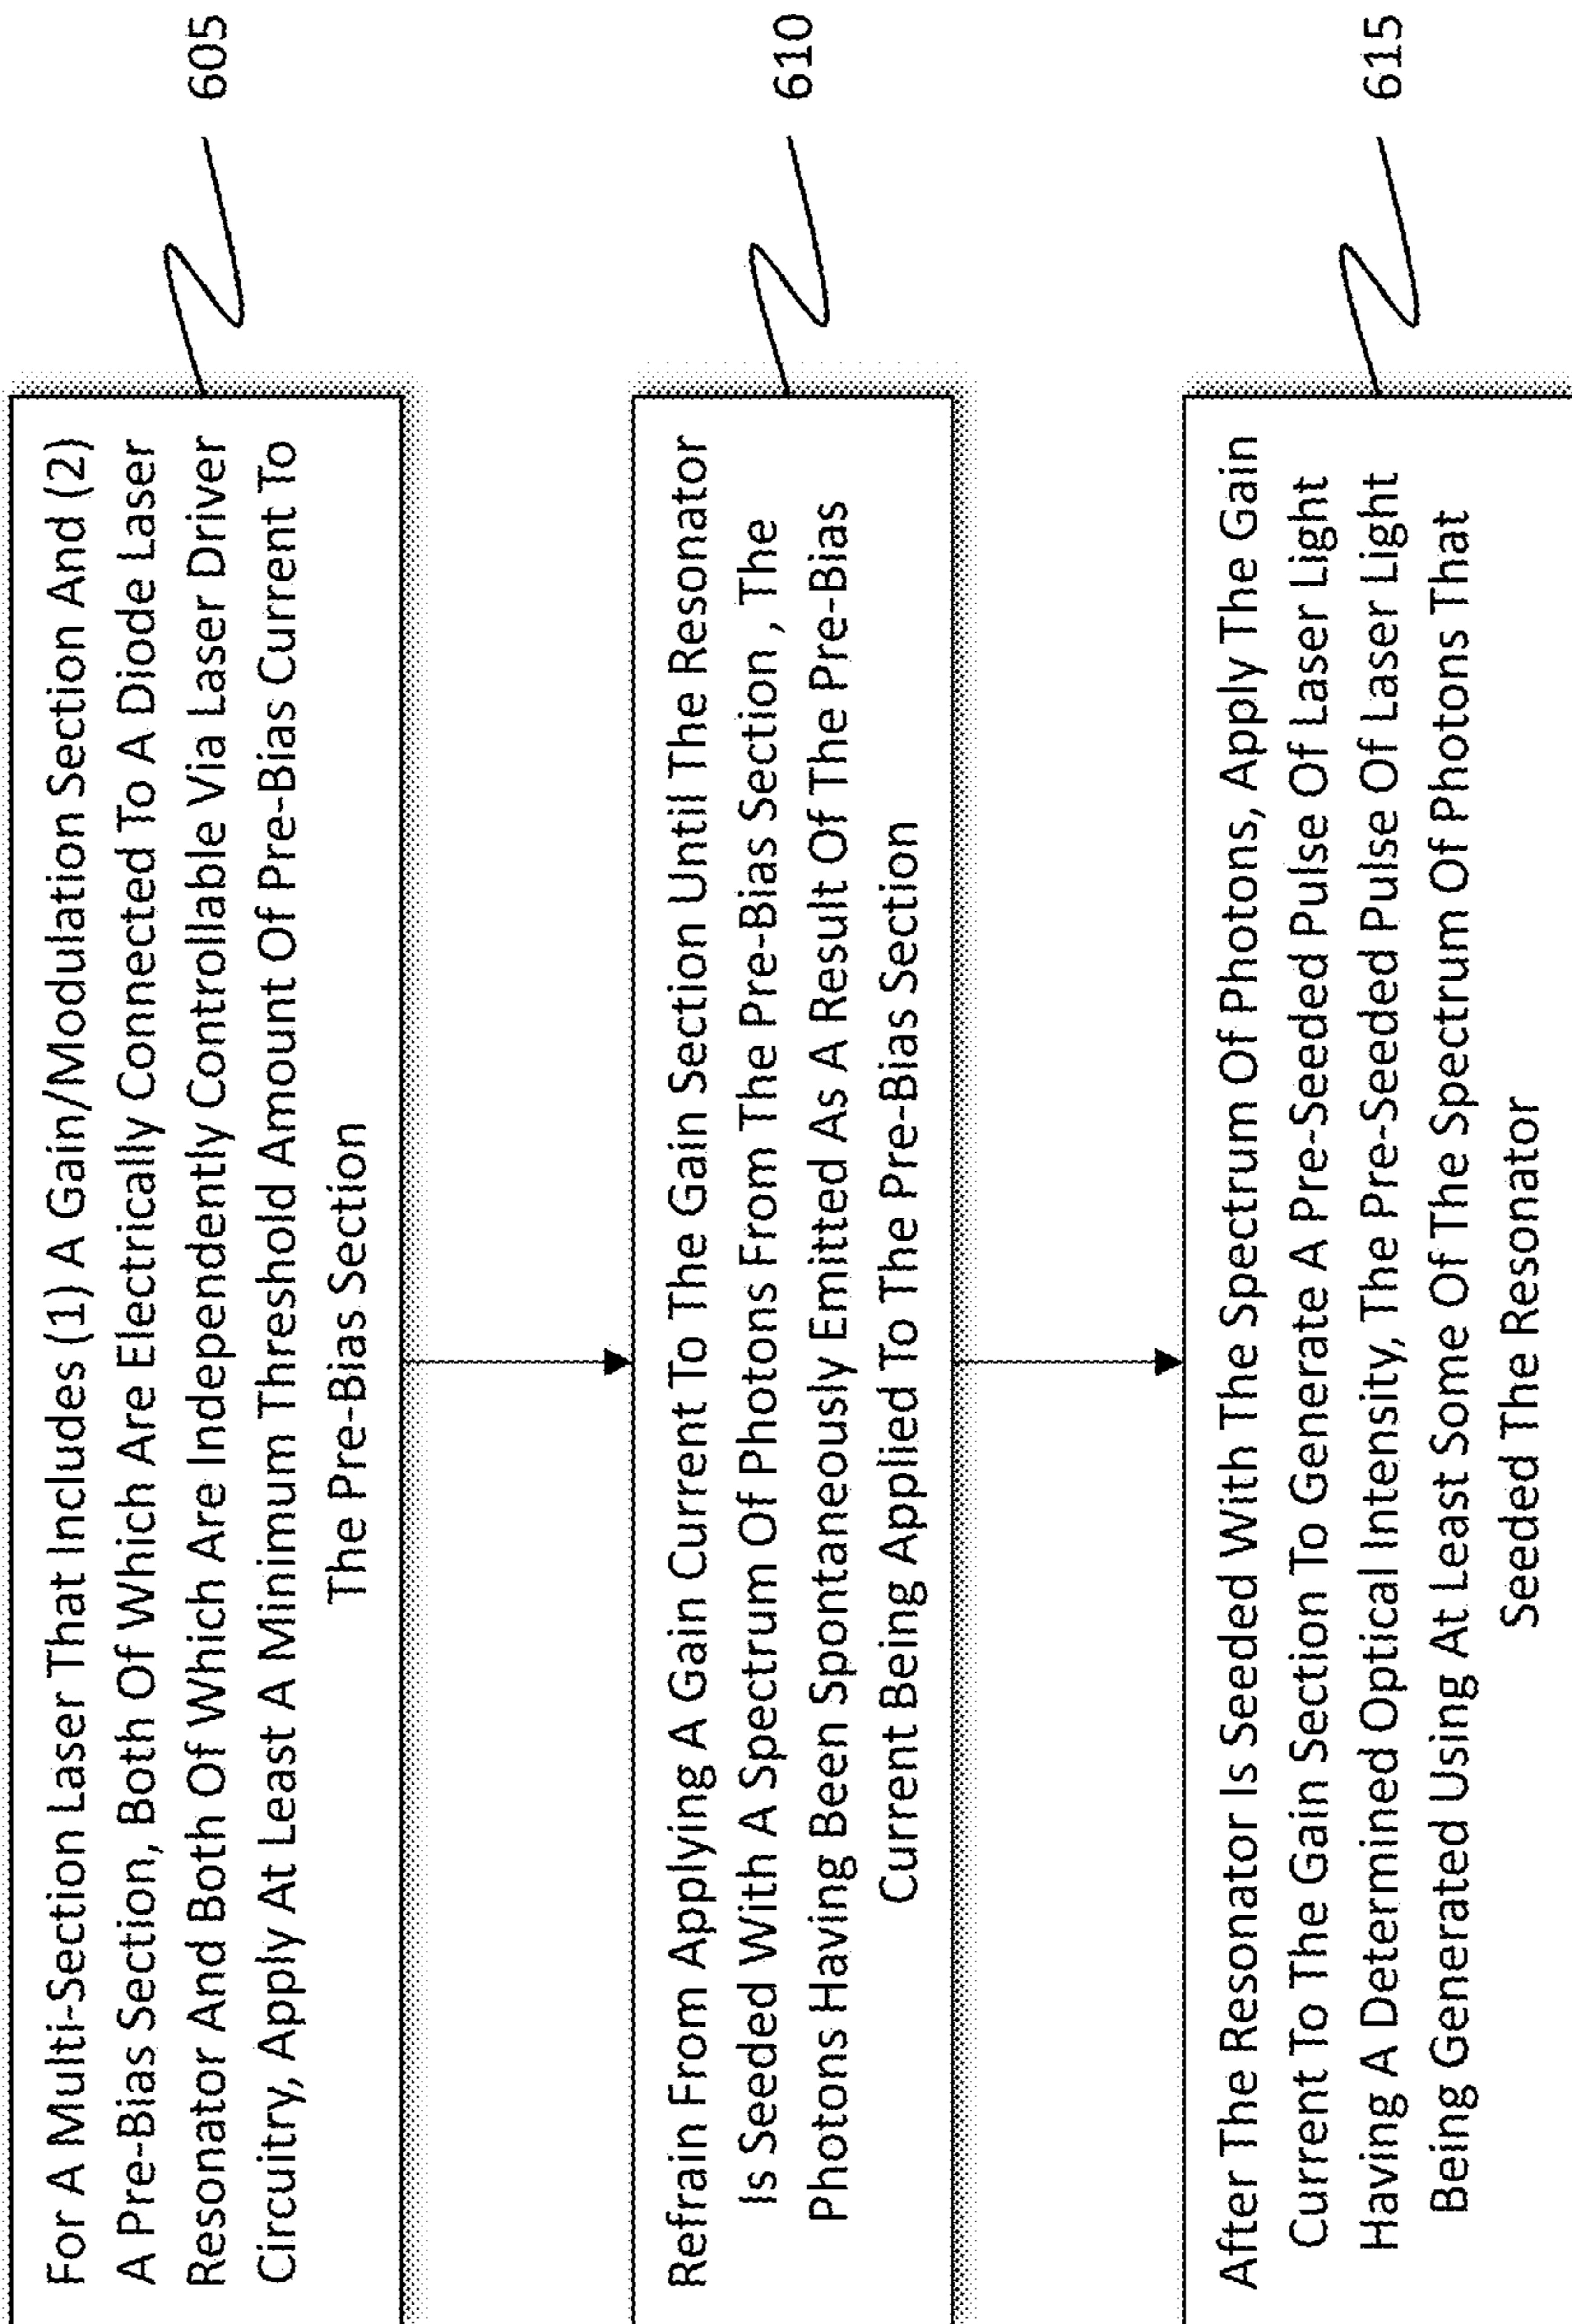 For A Multi-Section Laser That Includes (1) A Gain/Modulation Section And (2)
A Pre-Bias Section, Both Of Which Are Electrically Connected To A Diode Laser
Resonator And Both Of Which Are Independently Controllable Via Laser Driver
Circuitry, Apply At Least A Minimum Threshold Amount Of Pre-Bias Current To
The Pre-Bias Section
605
Refrain From Applying A Gain Current To The Gain Section Until The Resonator
Is Seeded With A Spectrum Of Photons From The Pre-Bias Section , The
Photons Having Been Spontaneously Emitted As A Result Of The Pre-Bias
Current Being Applied To The Pre-Bias Section
610
After The Resonator Is Seeded With The Spectrum Of Photons, Apply The Gain
Current To The Gain Section To Generate A Pre-Seeded Pulse Of Laser Light
Having A Determined Optical Intensity, The Pre-Seeded Pulse Of Laser Light
Being Generated Using At Least Some Of The Spectrum Of Photons That
Seeded The Resonator
615